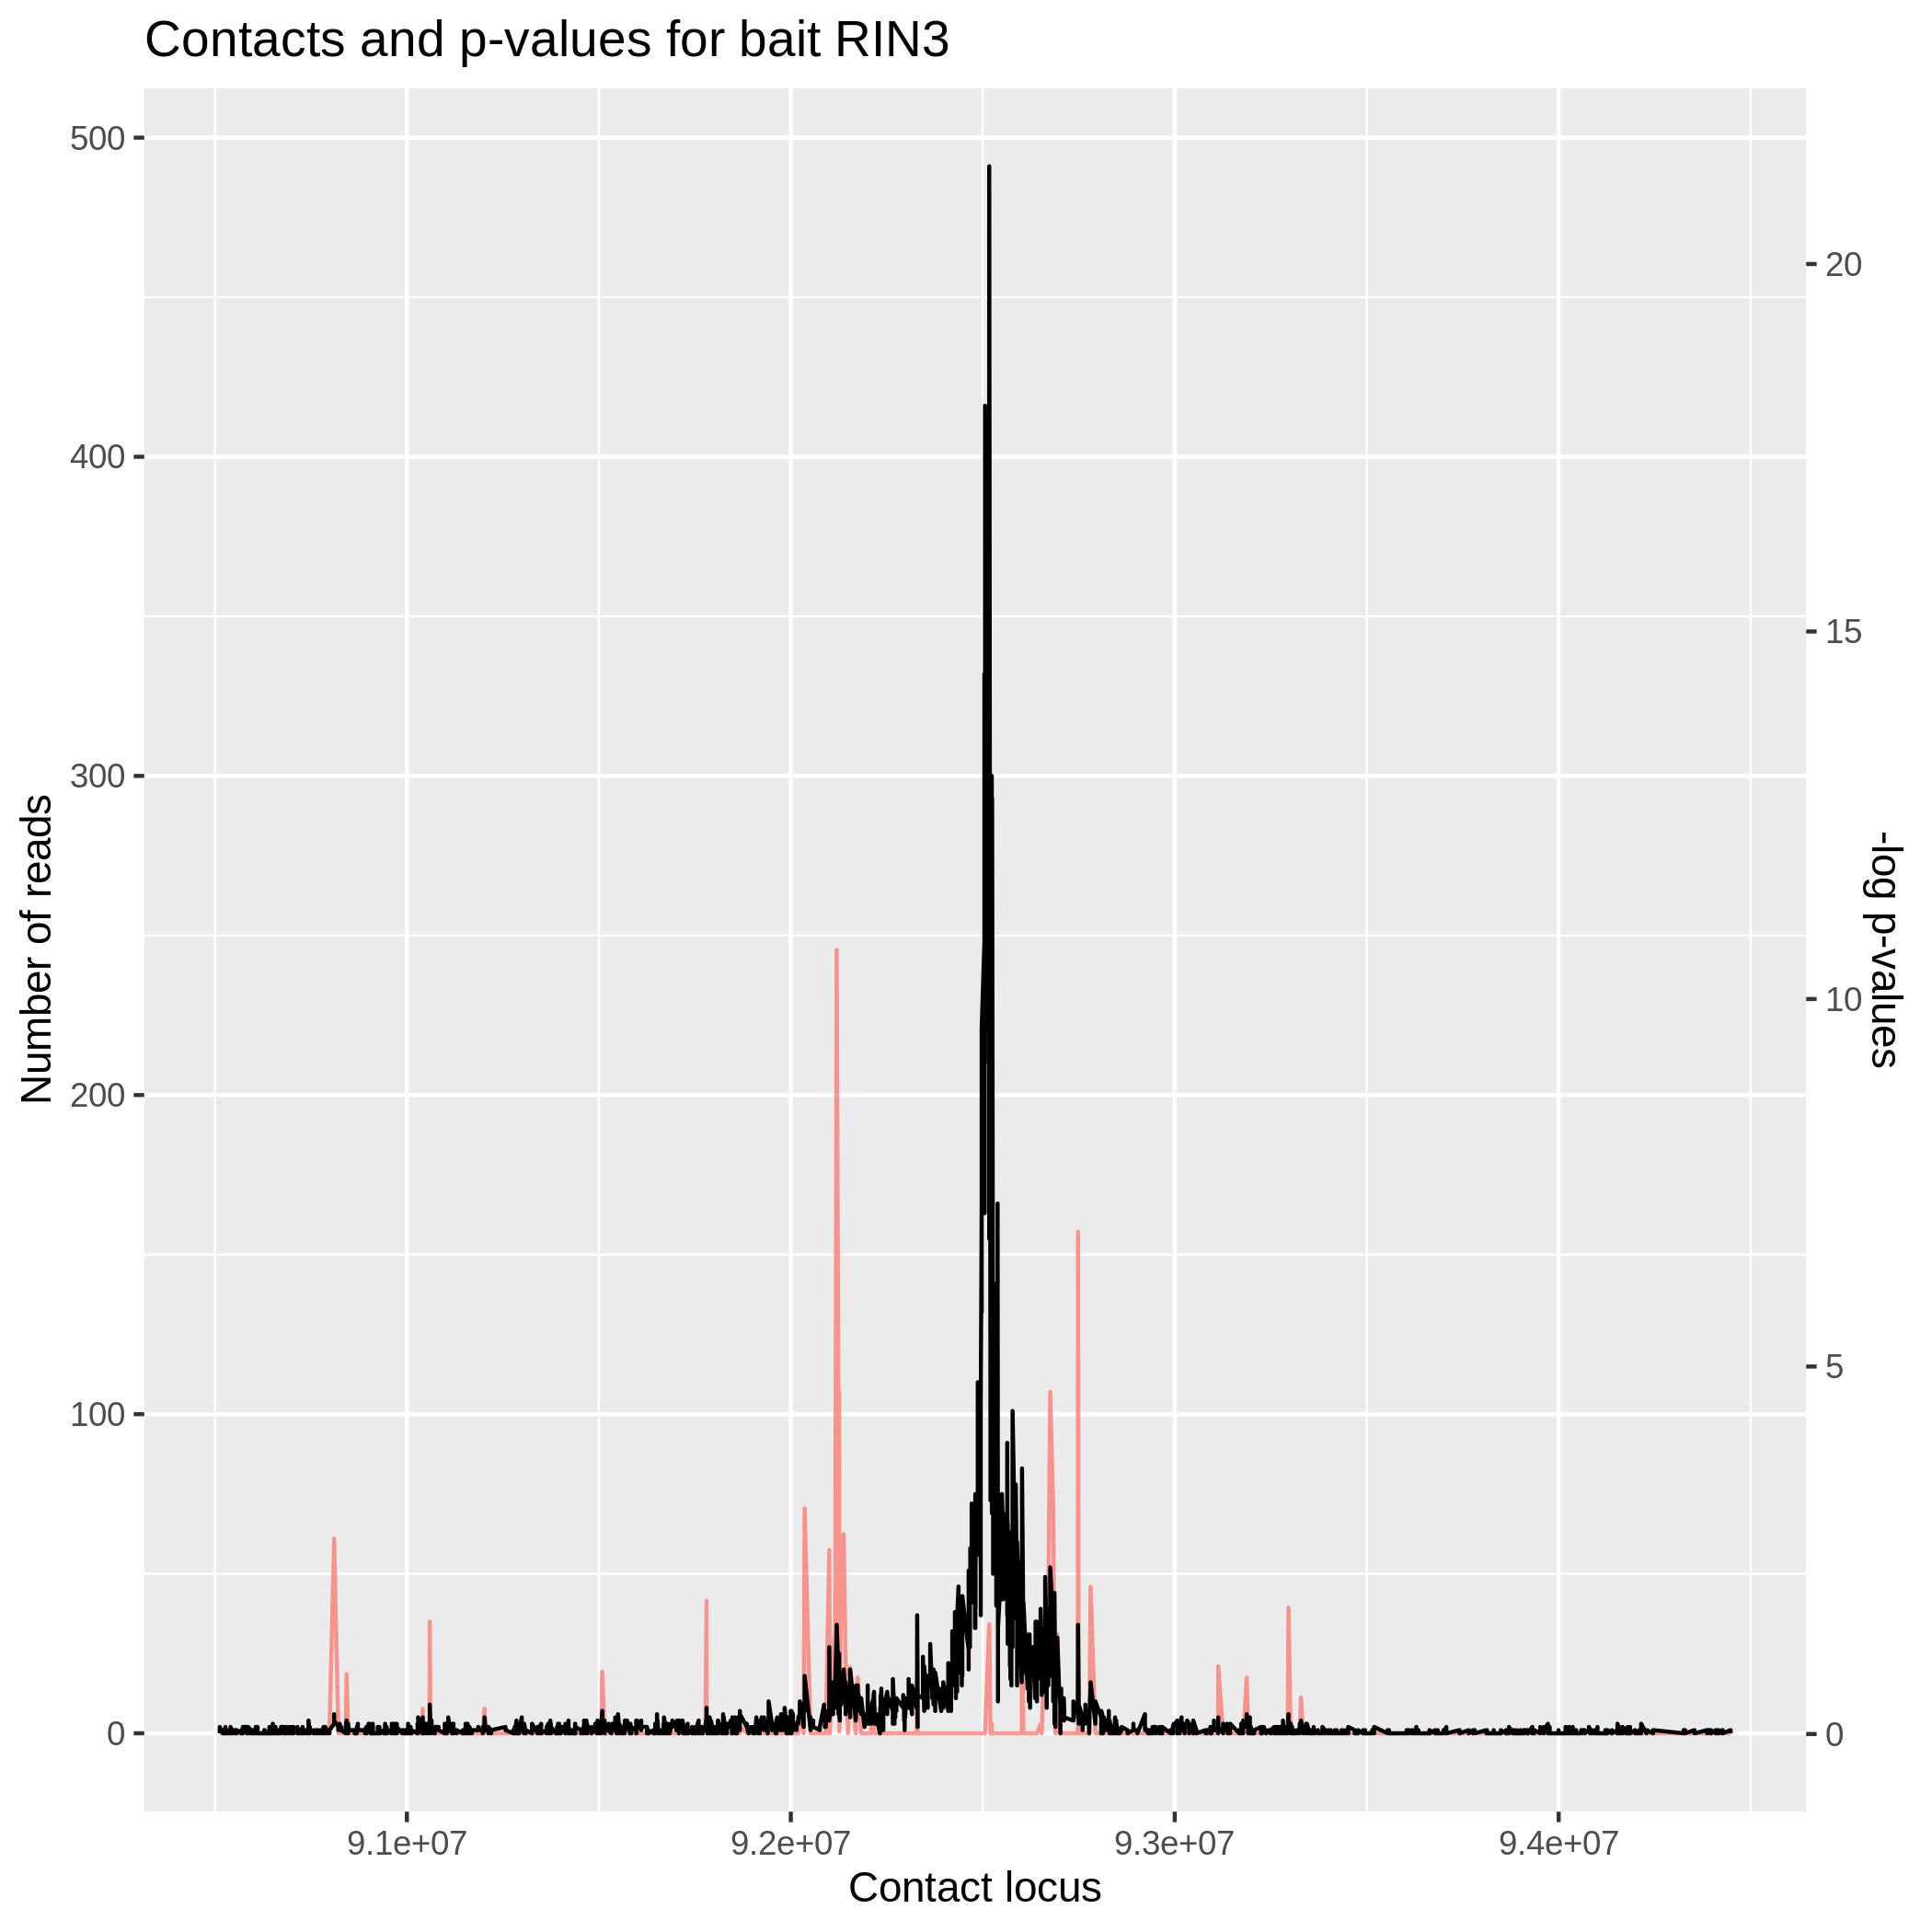 Contacts and p-values for bait RIN3
500
400
300
200
100
0
Number of reads
20
15
10
5
0
-log p-values
9.1e+07
9.2e+07
9.3e+07
9.4e+07
Contact locus